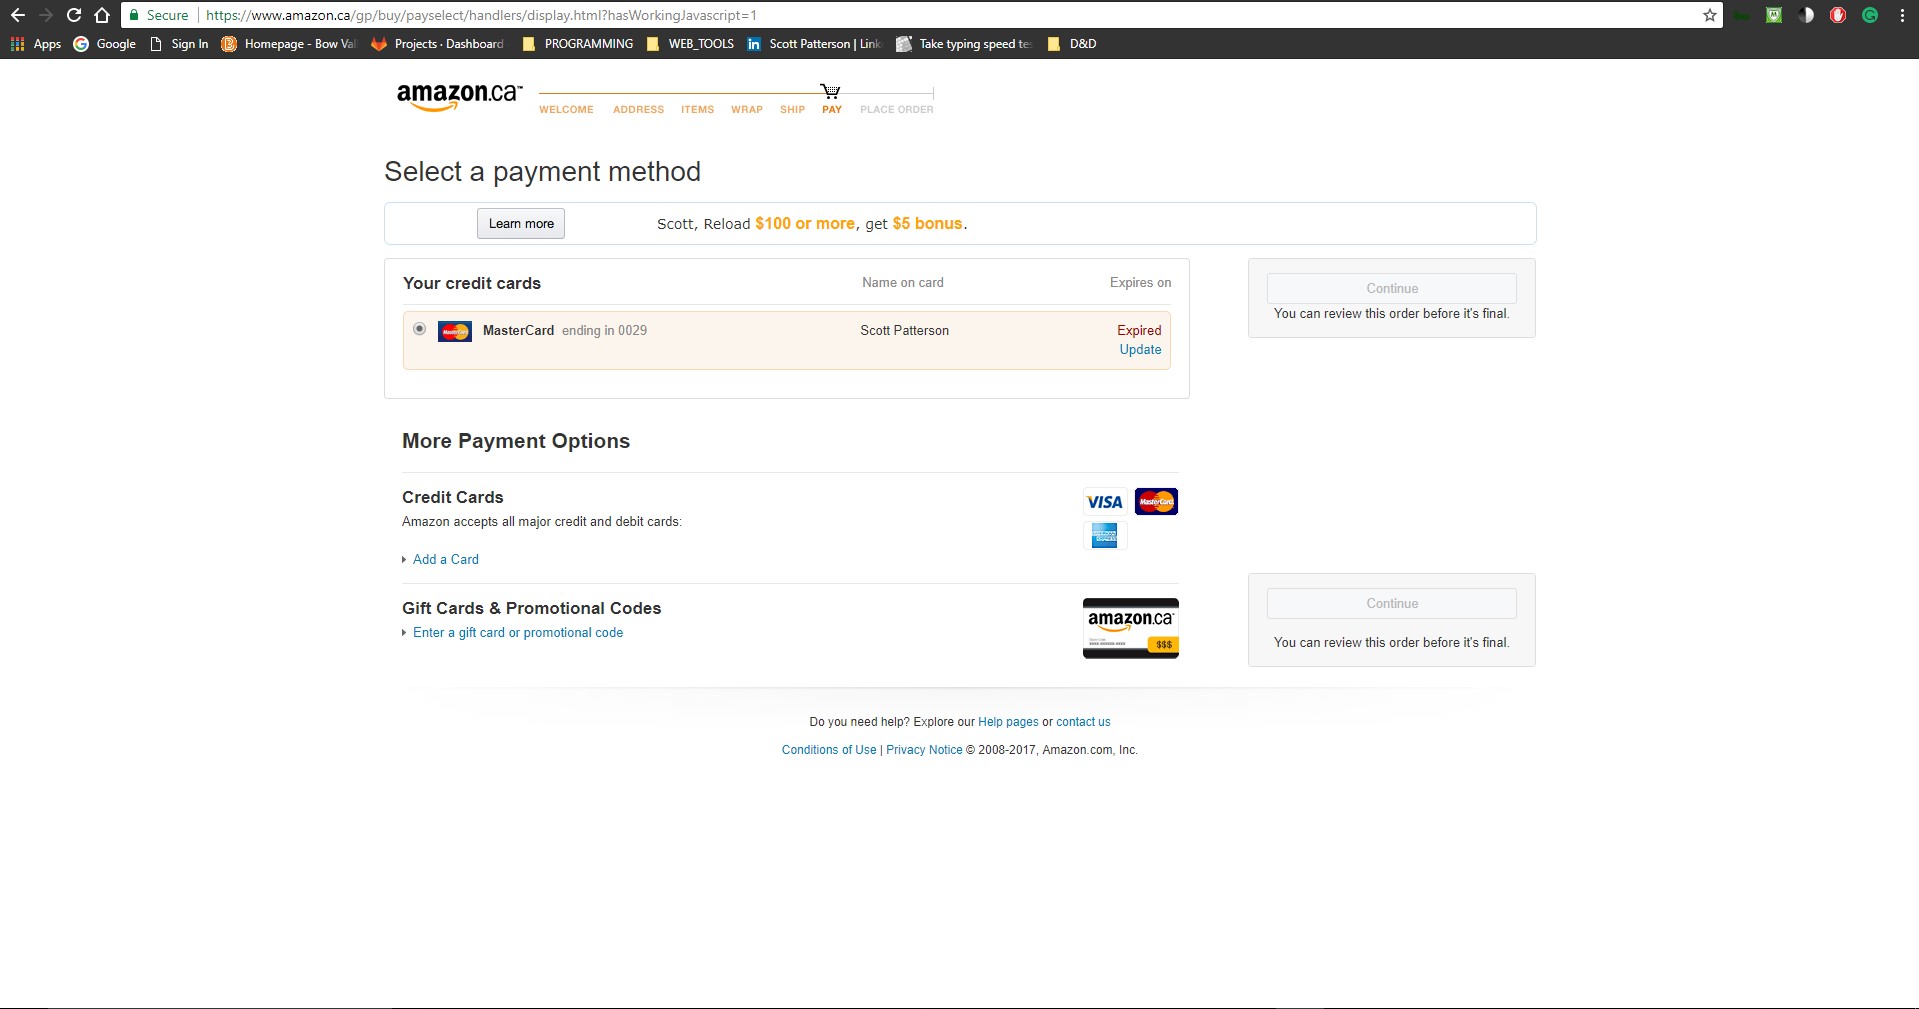 Secure https://www.amazon.ca/gp/buy/payselect/handlers/display.html?hasWorkingJavascript=1
Apps Google Sign In Homepage - Bow Val Projects · Dashboard PROGRAMMING WEB_TOOLS Scott Patterson | Link Take typing speed tes D&D
amazon.ca™
WELCOME ADDRESS ITEMS WRAP SHIP PAY PLACE ORDER
Select a payment method
Learn more Scott, Reload $100 or more, get $5 bonus.
Your credit cards Name on card Expires on
MasterCard MasterCard ending in 0029 Scott Patterson Expired
Update
Continue
You can review this order before it's final.
More Payment Options
Credit Cards
VISA MasterCard
Amazon accepts all major credit and debit cards:
AMERICAN EXPRESS
Add a Card
Gift Cards & Promotional Codes
Enter a gift card or promotional code
amazon.ca
$$$
Continue
You can review this order before it's final.
Do you need help? Explore our Help pages or contact us
Conditions of Use | Privacy Notice © 2008-2017, Amazon.com, Inc.